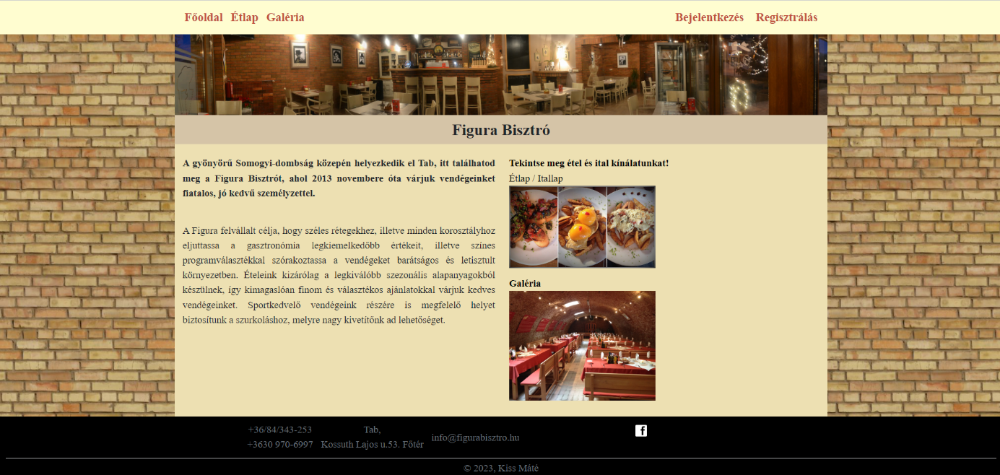 Főoldal Étlap Galéria Bejelentkezés Regisztrálás
Figura Bisztró
A gyönyörű Somogyi-dombság közepén helyezkedik el Tab, itt találhatod
meg a Figura Bisztrót, ahol 2013 novembere óta várjuk vendégeinket
fiatalos, jó kedvű személyzettel.
A Figura felvállalt célja, hogy széles rétegekhez, illetve minden korosztályhoz
eljuttassa a gasztronómia legkiemelkedőbb értékeit, illetve színes
programválasztékkal szórakoztassa a vendégeket barátságos és letisztult
környezetben. Ételeink kizárólag a legkiválóbb szezonális alapanyagokból
készülnek, így kimagaslóan finom és választékos ajánlatokkal várjuk kedves
vendégeinket. Sportkedvelő vendégeink részére is megfelelő helyet
biztosítunk a szurkoláshoz, melyre nagy kivetítőnk ad lehetőséget.
Tekintse meg étel és ital kínálatunkat!
Étlap / Itallap
Galéria
+36/84/343-253
+3630 970-6997
Tab,
Kossuth Lajos u.53. Főtér
info@figurabisztro.hu
© 2023, Kiss Máté